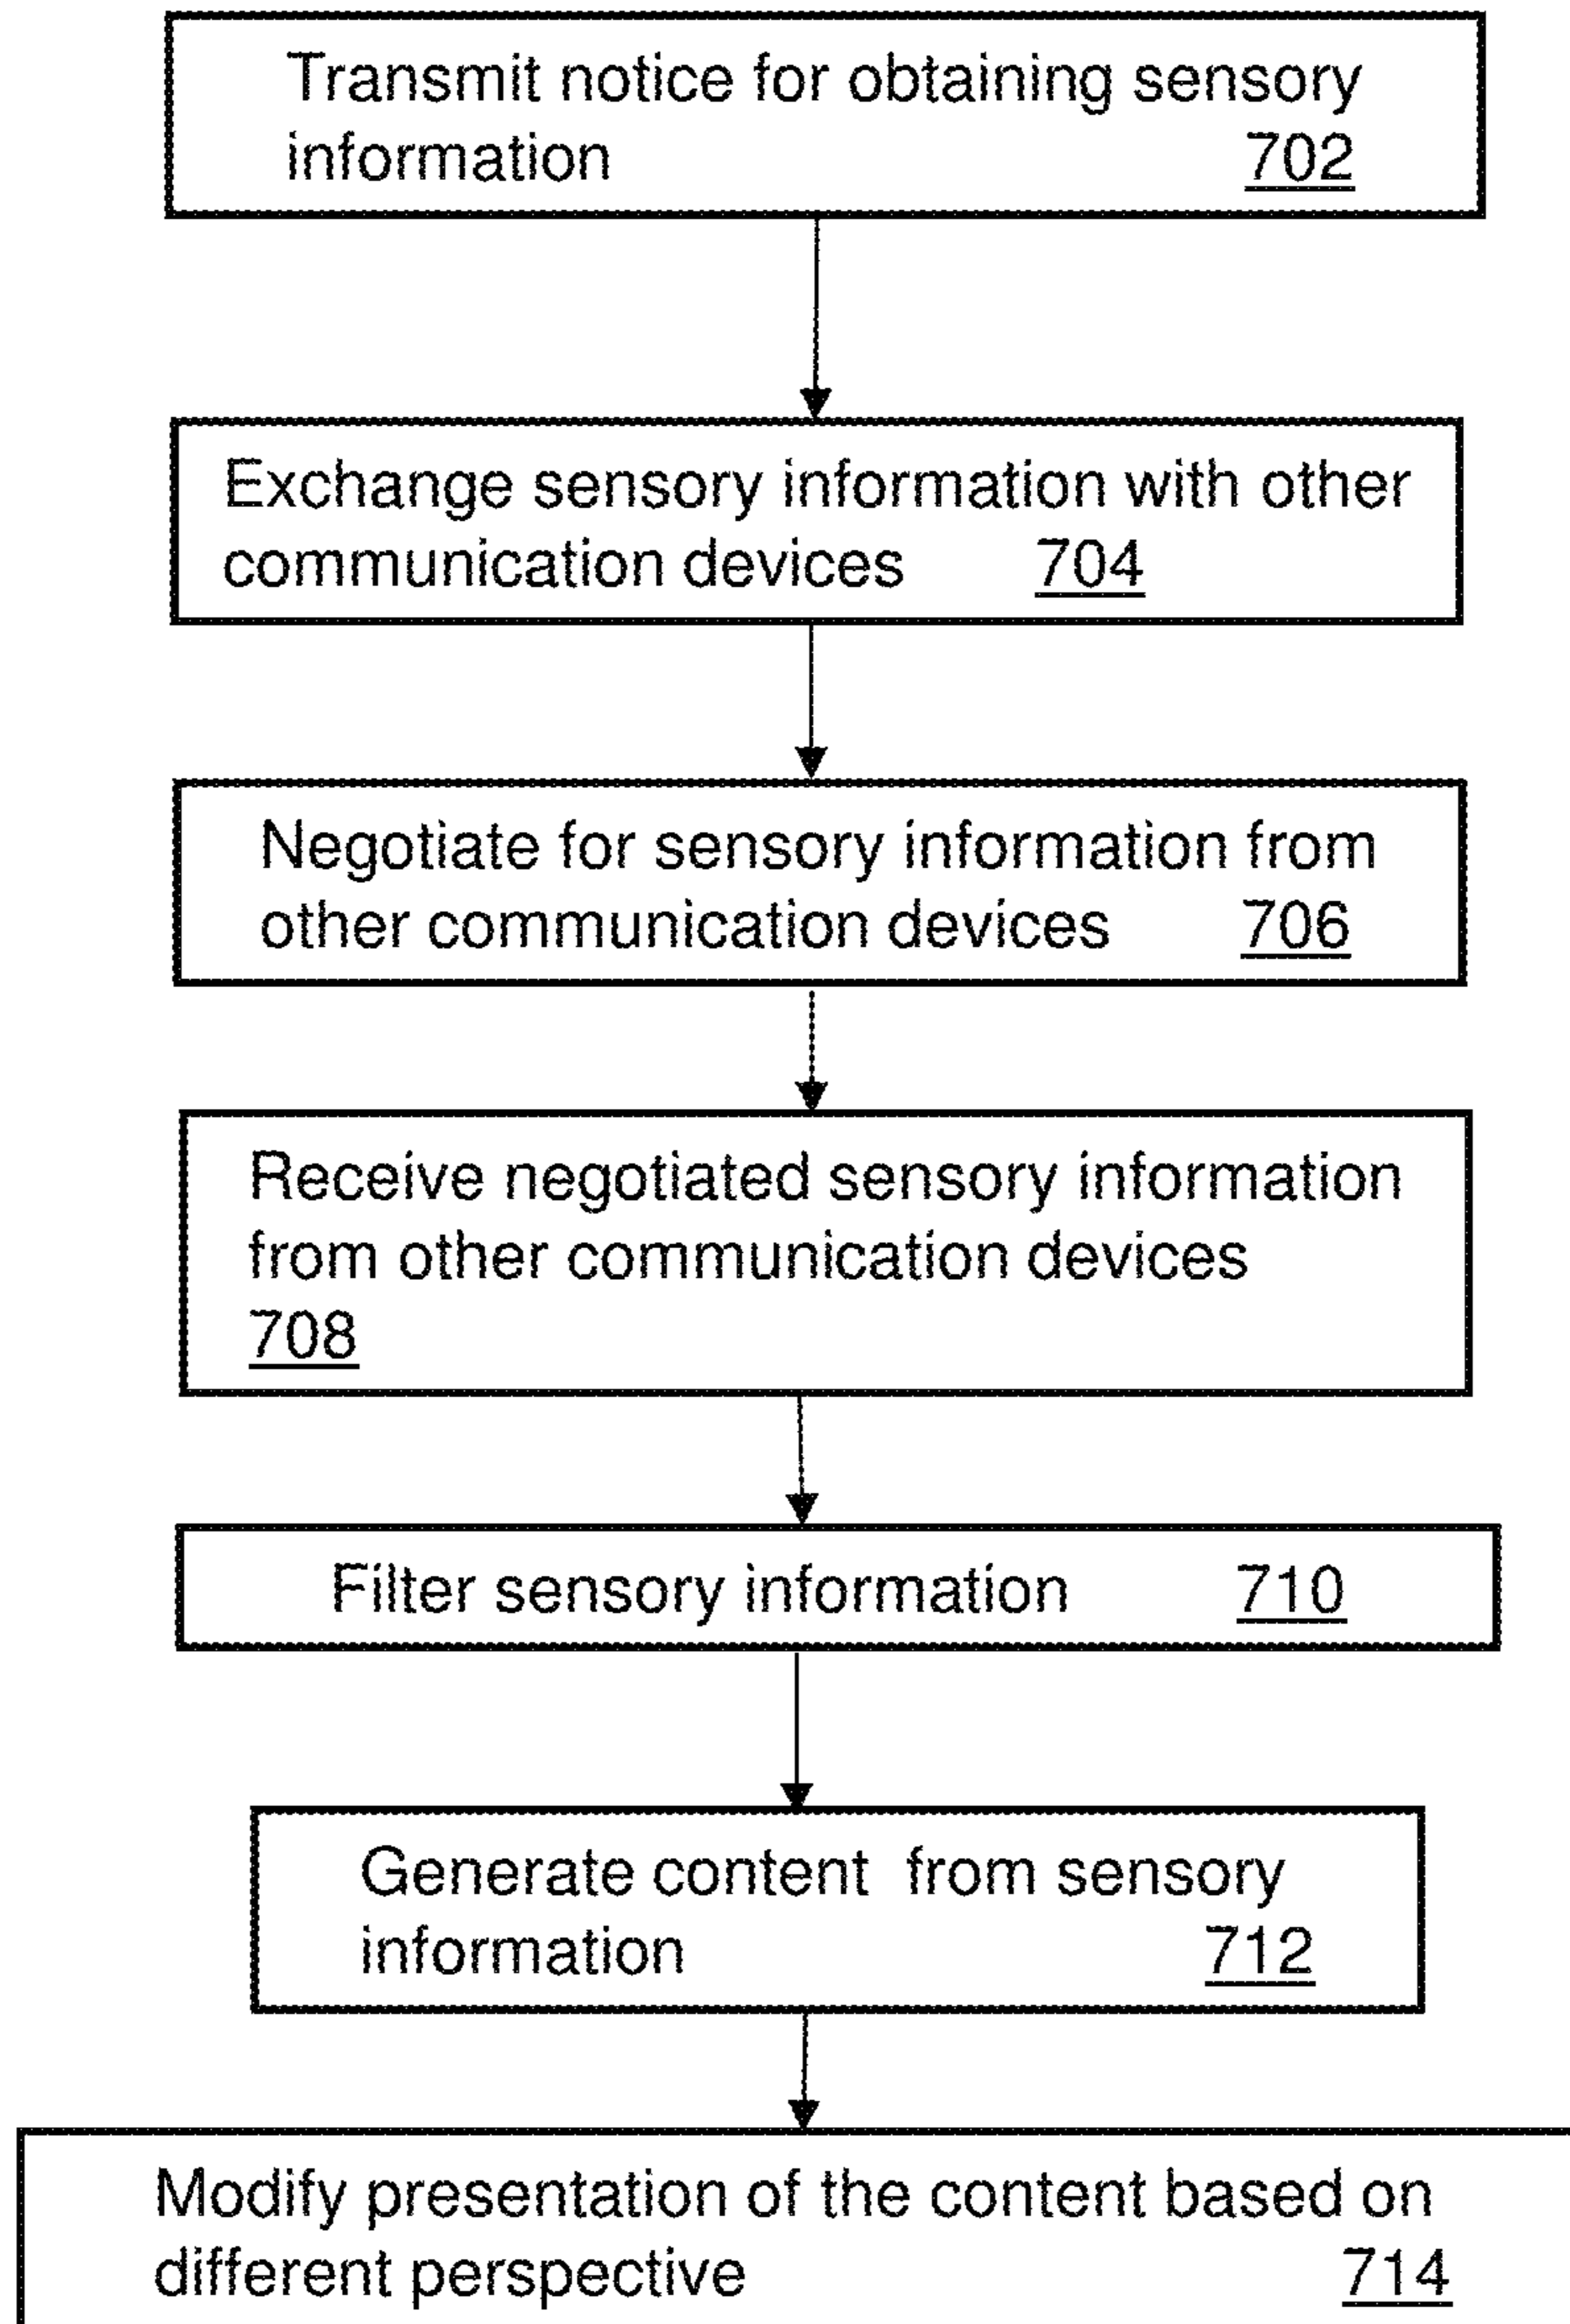 Transmit notice for obtaining sensory
information 702
Exchange sensory information with other
communication devices 704
Negotiate for sensory information from
other communication devices 706
Receive negotiated sensory information
from other communication devices
708
Filter sensory information 710
Generate content from sensory
information 712
Modify presentation of the content based on
different perspective 714